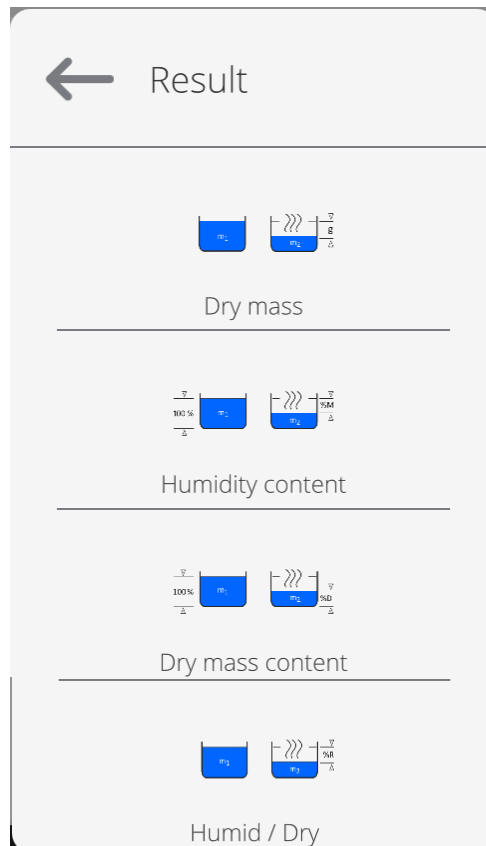 Result
m1 m2 g
Dry mass
100 % m1 m2 %M
Humidity content
100% m1 m2 %D
Dry mass content
m1 m2 %R
Humid / Dry